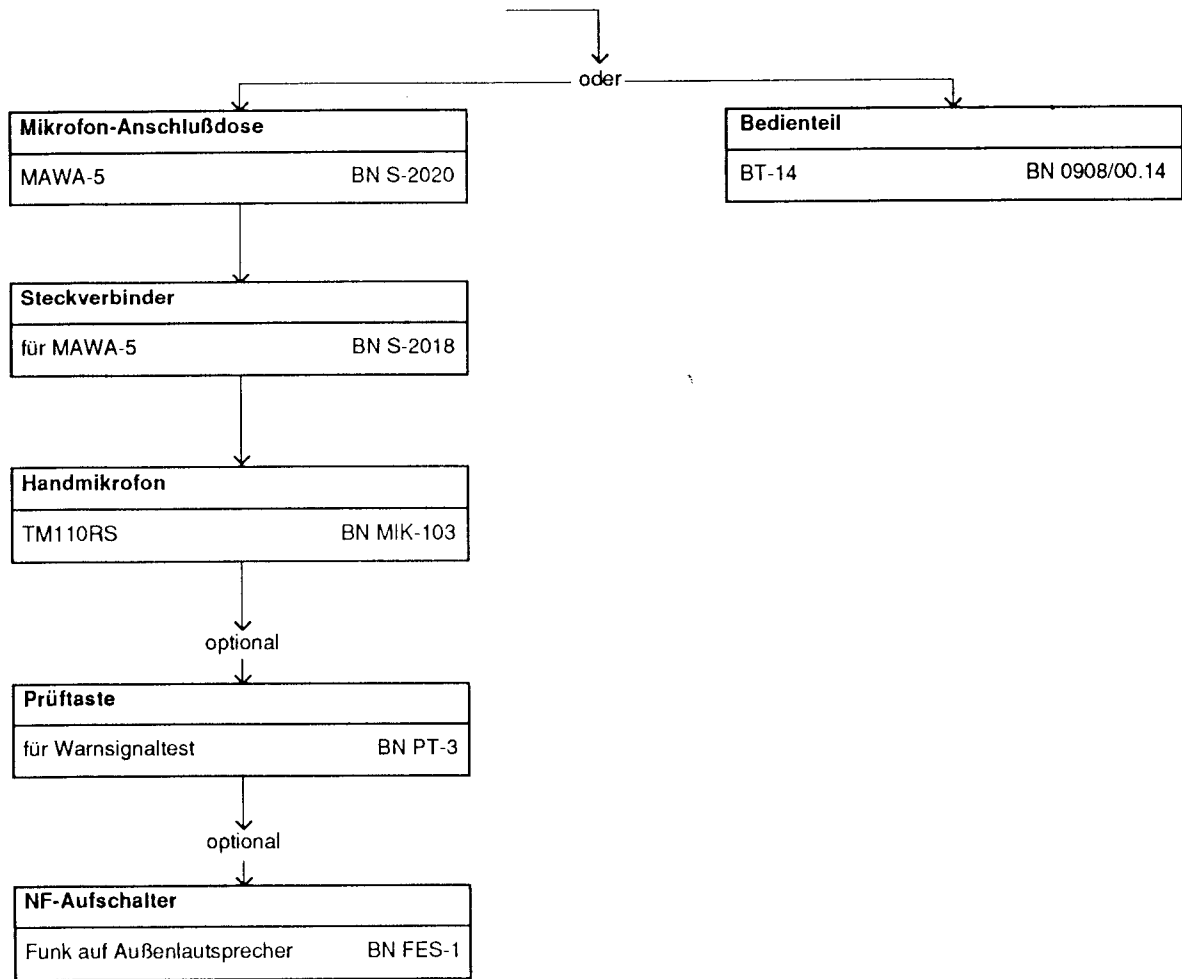 oder
Mikrofon-Anschlußdose
MAWA-5 BN S-2020
Bedienteil
BT-14 BN 0908/00.14
Steckverbinder
für MAWA-5 BN S-2018
Handmikrofon
TM110RS BN MIK-103
optional
Prüftaste
für Warnsignaltest BN PT-3
optional
NF-Aufschalter
Funk auf Außenlautsprecher BN FES-1